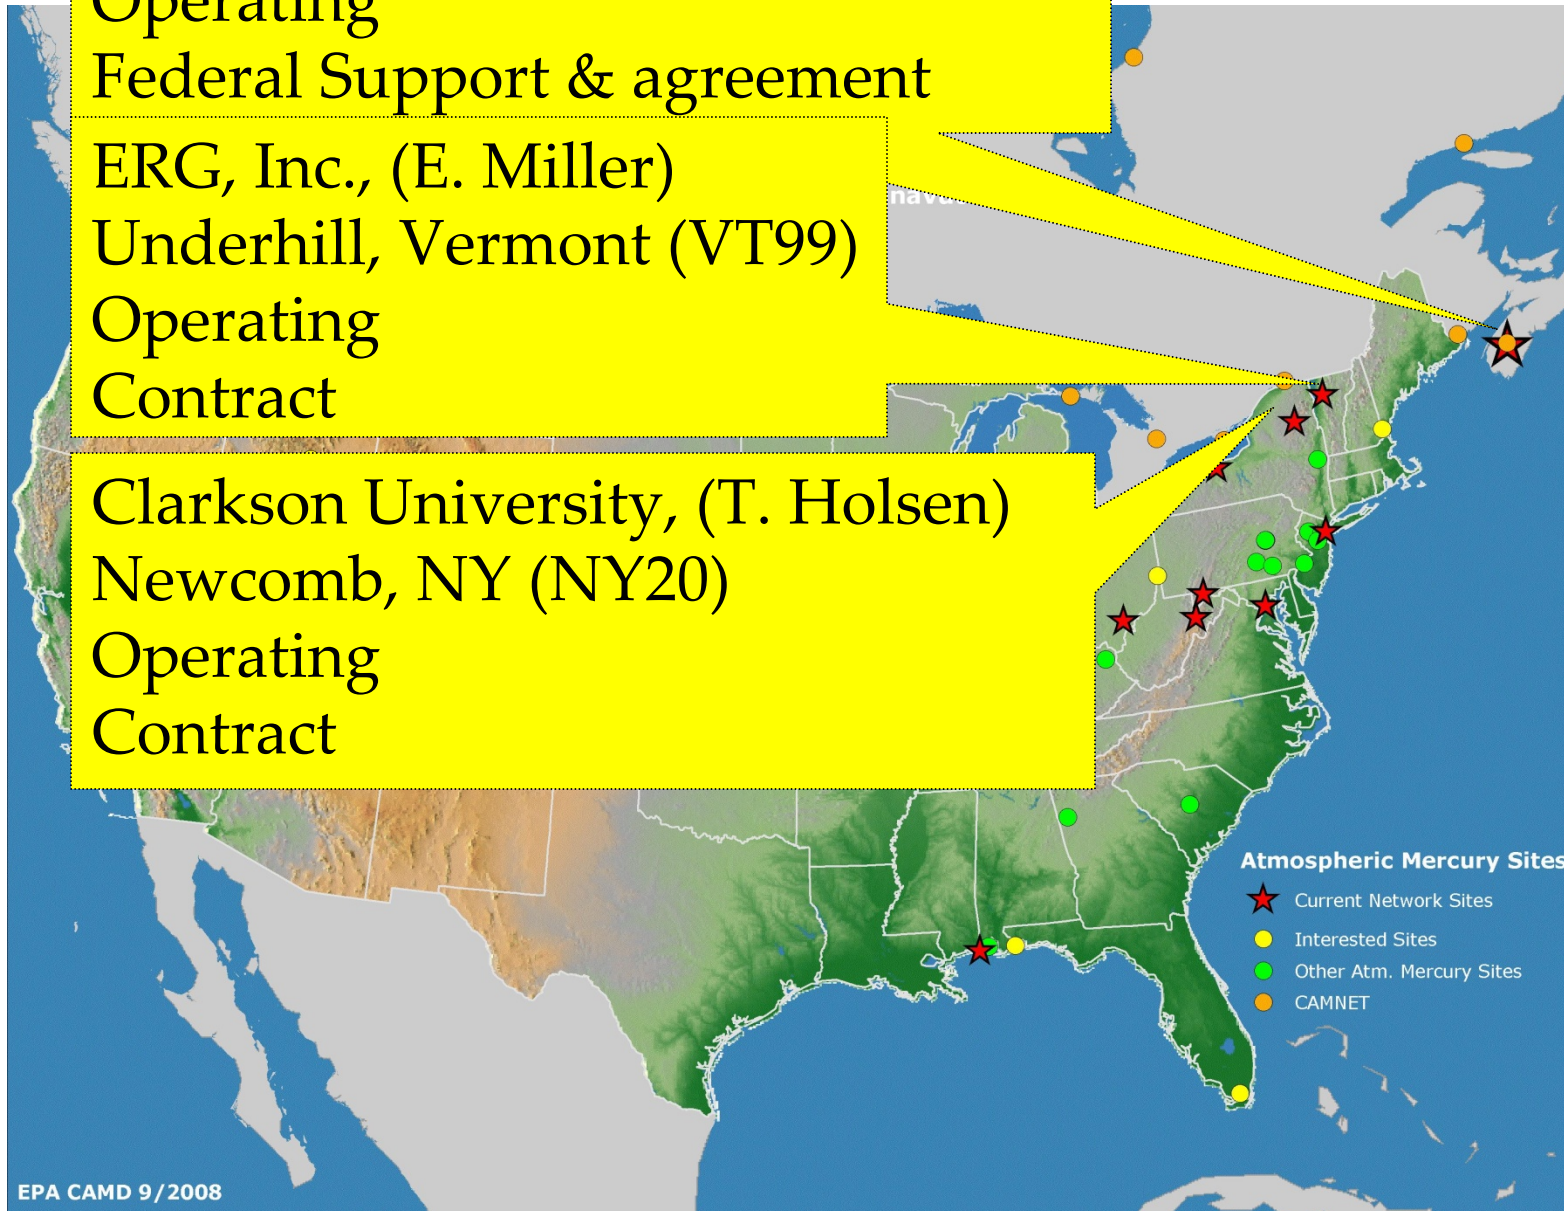 Operating
Federal Support & agreement
ERG, Inc., (E. Miller)
Underhill, Vermont (VT99)
Operating
Contract
Clarkson University, (T. Holsen)
Newcomb, NY (NY20)
Operating
Contract
Atmospheric Mercury Sites
Current Network Sites
Interested Sites
Other Atm. Mercury Sites
CAMNET
EPA CAMD 9/2008